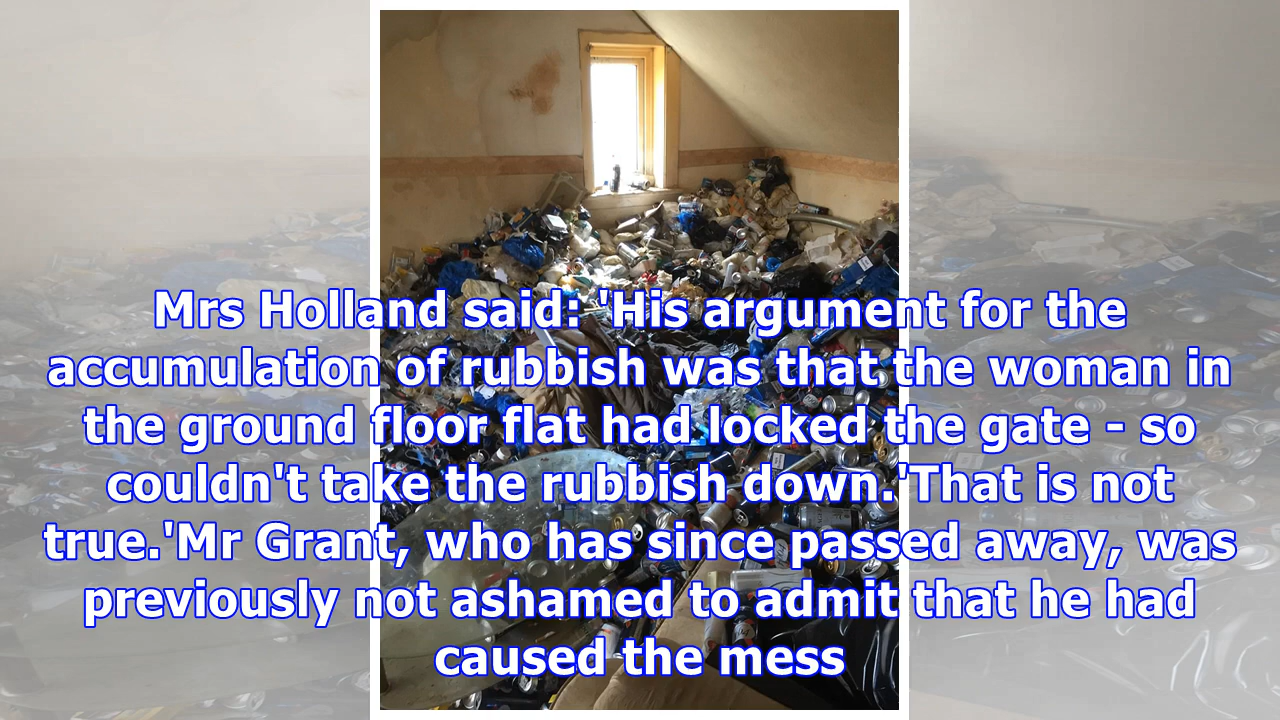 Mrs Holland said: 'His argument for the
accumulation of rubbish was that the woman in
the ground floor flat had locked the gate - so
couldn't take the rubbish down.'That is not
true.'Mr Grant, who has since passed away, was
previously not ashamed to admit that he had
caused the mess